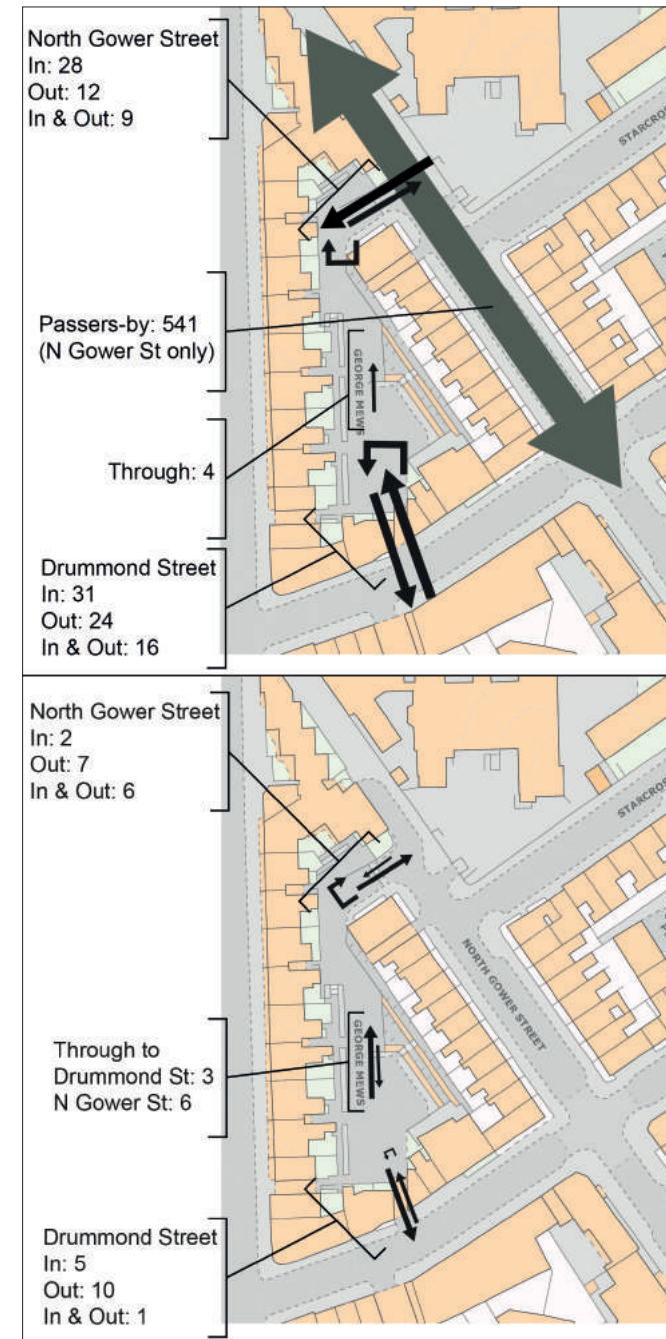 North Gower Street
In: 28
Out: 12
In & Out: 9
STARCRO
Passers-by: 541
(N Gower St only)
GEORGE MEWS
Through: 4
Drummond Street
In: 31
Out: 24
In & Out: 16
North Gower Street
In: 2
Out: 7
In & Out: 6
STARCRO
NORTH GOWER STREET
GEORGE MEWS
Through to
Drummond St: 3
N Gower St: 6
Drummond Street
In: 5
Out: 10
In & Out: 1